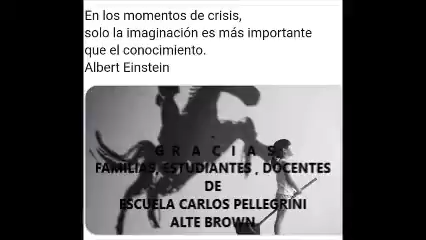 En los momentos de crisis,
solo la imaginación es más importante
que el conocimiento.
Albert Einstein
G R A C I A S
FAMILIAS, ESTUDIANTES , DOCENTES
DE
ESCUELA CARLOS PELLEGRINI
ALTE BROWN